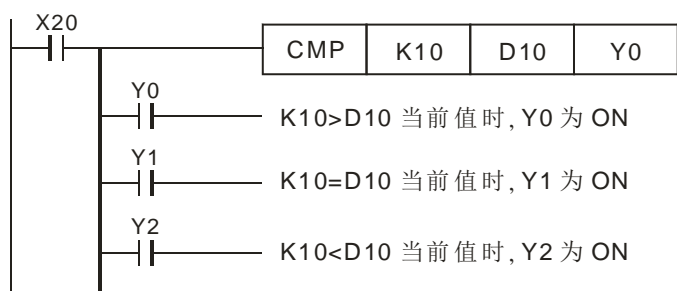 X20
CMP K10 D10 Y0
Y0
K10>D10 当前值时, Y0 为 ON
Y1
K10=D10 当前值时, Y1 为 ON
Y2
K10<D10 当前值时, Y2 为 ON